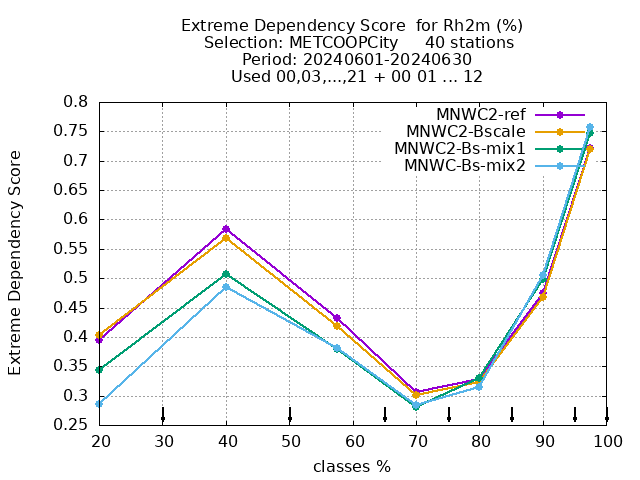 Extreme Dependency Score  for Rh2m (%)
Selection: METCOOPCity     40 stations
Period: 20240601-20240630
Used 00,03,...,21 + 00 01 ... 12
MNWC2-ref
MNWC2-Bscale
MNWC2-Bs-mix1
MNWC-Bs-mix2
Extreme Dependency Score
0.8
0.75
0.7
0.65
0.6
0.55
0.5
0.45
0.4
0.35
0.3
0.25
20 30 40 50 60 70 80 90 100
classes %